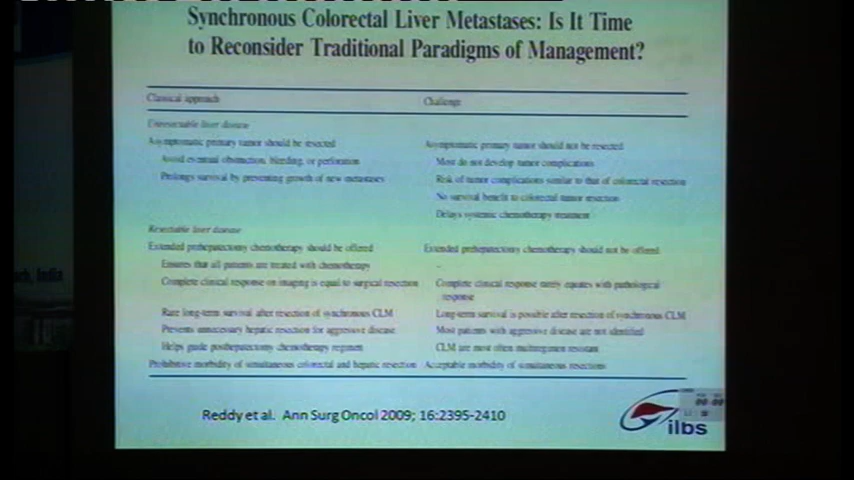 Synchronous Colorectal Liver Metastases: Is It Time
to Reconsider Traditional Paradigms of Management?
Classical approach Challenge
Unresectable liver disease
Asymptomatic primary tumor should be resected Asymptomatic primary tumor should not be resected
Avoid eventual obstruction, bleeding, or perforation Most do not develop tumor complications
Prolongs survival by preventing growth of new metastases Risk of tumor complications similar to that of colorectal resection
No survival benefit to colorectal tumor resection
Delays systemic chemotherapy treatment
Resectable liver disease
Extended prehepatectomy chemotherapy should be offered Extended prehepatectomy chemotherapy should not be offered
Ensures that all patients are treated with chemotherapy –
Complete clinical response on imaging is equal to surgical resection Complete clinical response rarely equates with pathological
response
Rare long-term survival after resection of synchronous CLM Long-term survival is possible after resection of synchronous CLM
Prevents unnecessary hepatic resection for aggressive disease Most patients with aggressive disease are not identified
Helps guide posthepatectomy chemotherapy regimen CLM are most often multiregimen resistant
Prohibitive morbidity of simultaneous colorectal and hepatic resection Acceptable morbidity of simultaneous resections
Reddy et al. Ann Surg Oncol 2009; 16:2395-2410
ilbs
India